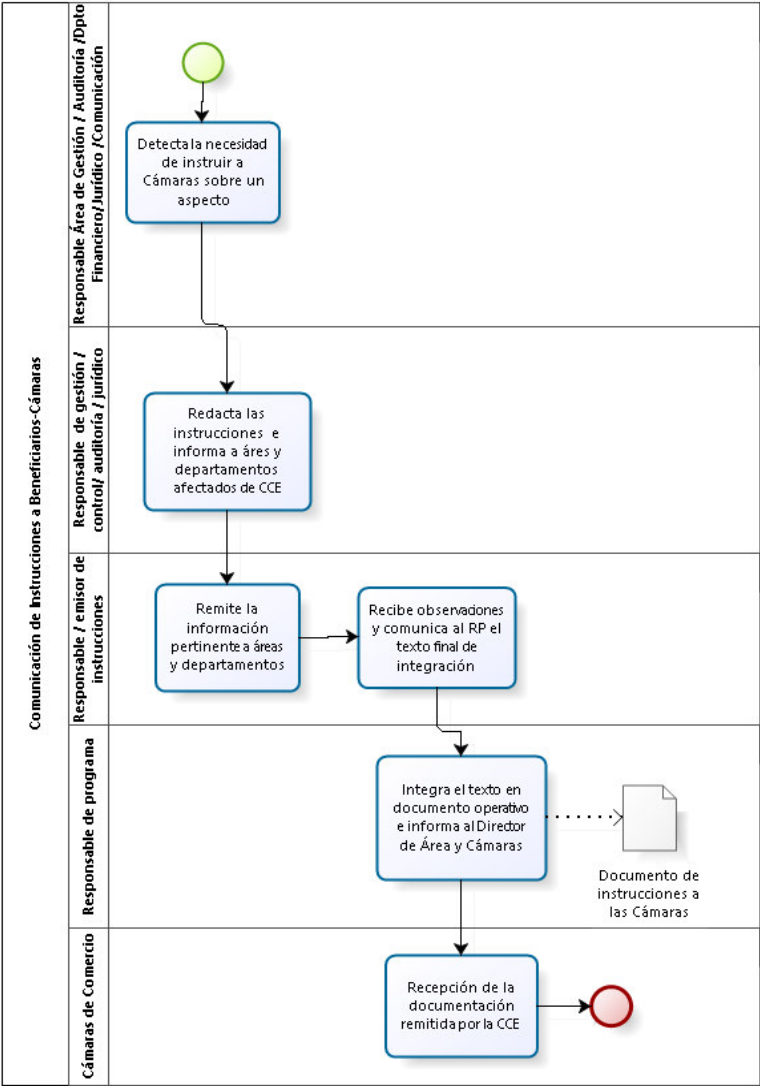 Comunicación de Instrucciones a Beneficiarios-Cámaras
Responsable Área de Gestión / Auditoría /Dpto
Financiero/Jurídico /Comunicación
Detecta la necesidad
de instruir a
Cámaras sobre un
aspecto
Responsable de gestión /
control/ auditoría / jurídico
Redacta las
instrucciones e
informa a áres y
departamentos
afectados de CCE
Responsable / emisor de
instrucciones
Remite la
información
pertinente a áreas
y departamentos
Recibe observaciones
y comunica al RP el
texto final de
integración
Responsable de programa
Integra el texto en
documento operativo
e informa al Director
de Área y Cámaras
Documento de
instrucciones a
las Cámaras
Cámaras de Comercio
Recepción de la
documentación
remitida por la CCE